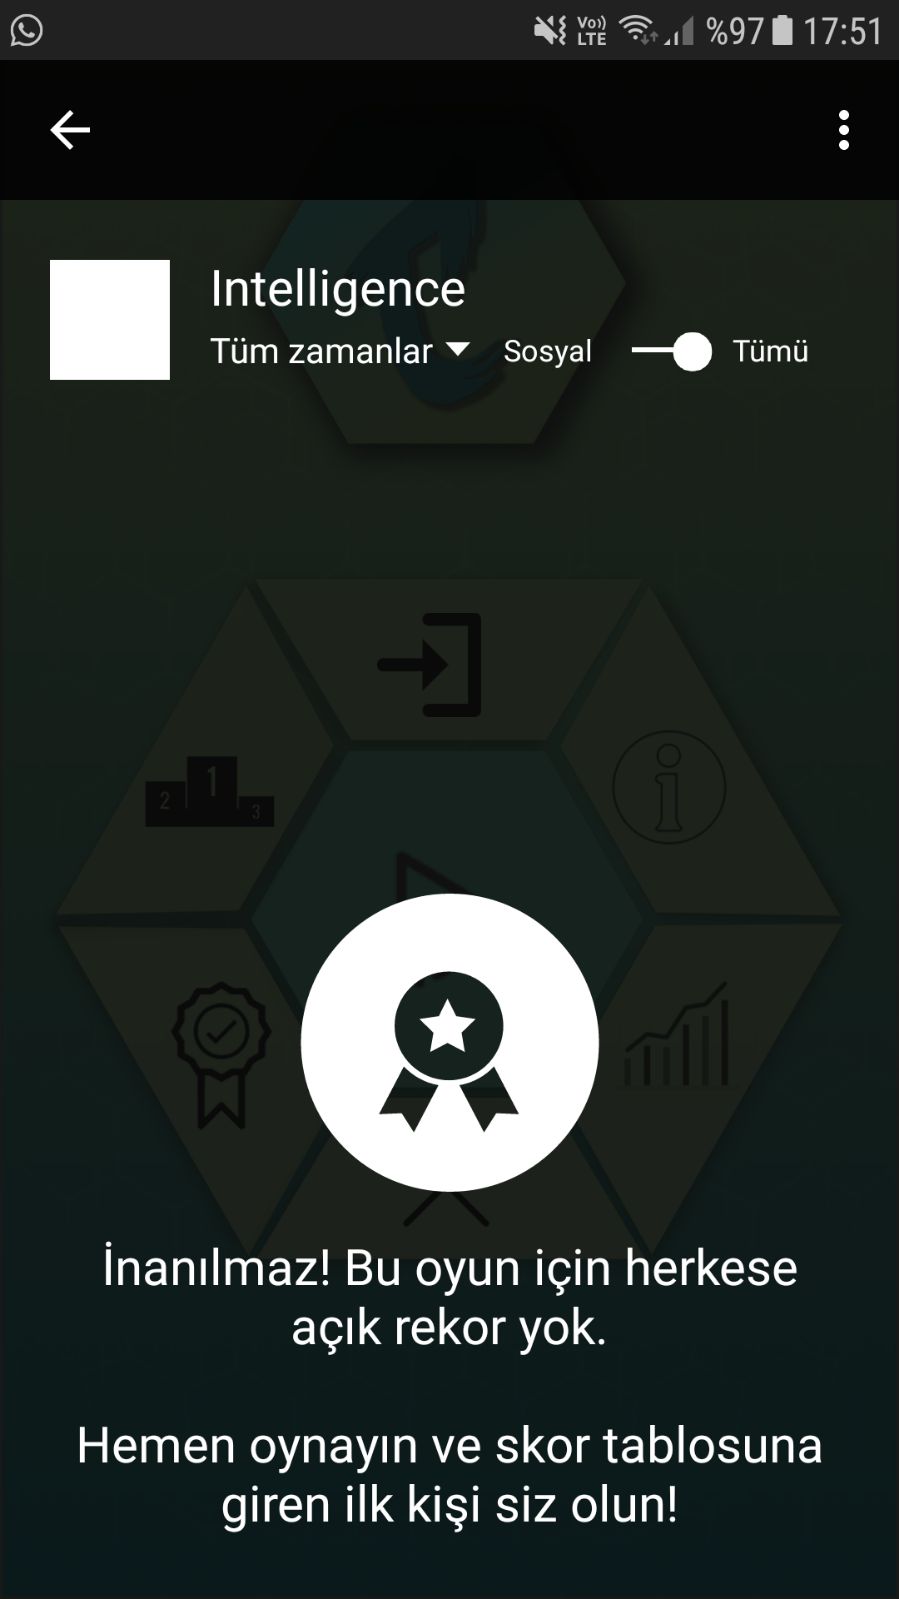 Vo))
LTE
%97
17:51
Intelligence
Tüm zamanlar
Sosyal
Tümü
1
2
3
İnanılmaz! Bu oyun için herkese
açık rekor yok.
Hemen oynayın ve skor tablosuna
giren ilk kişi siz olun!